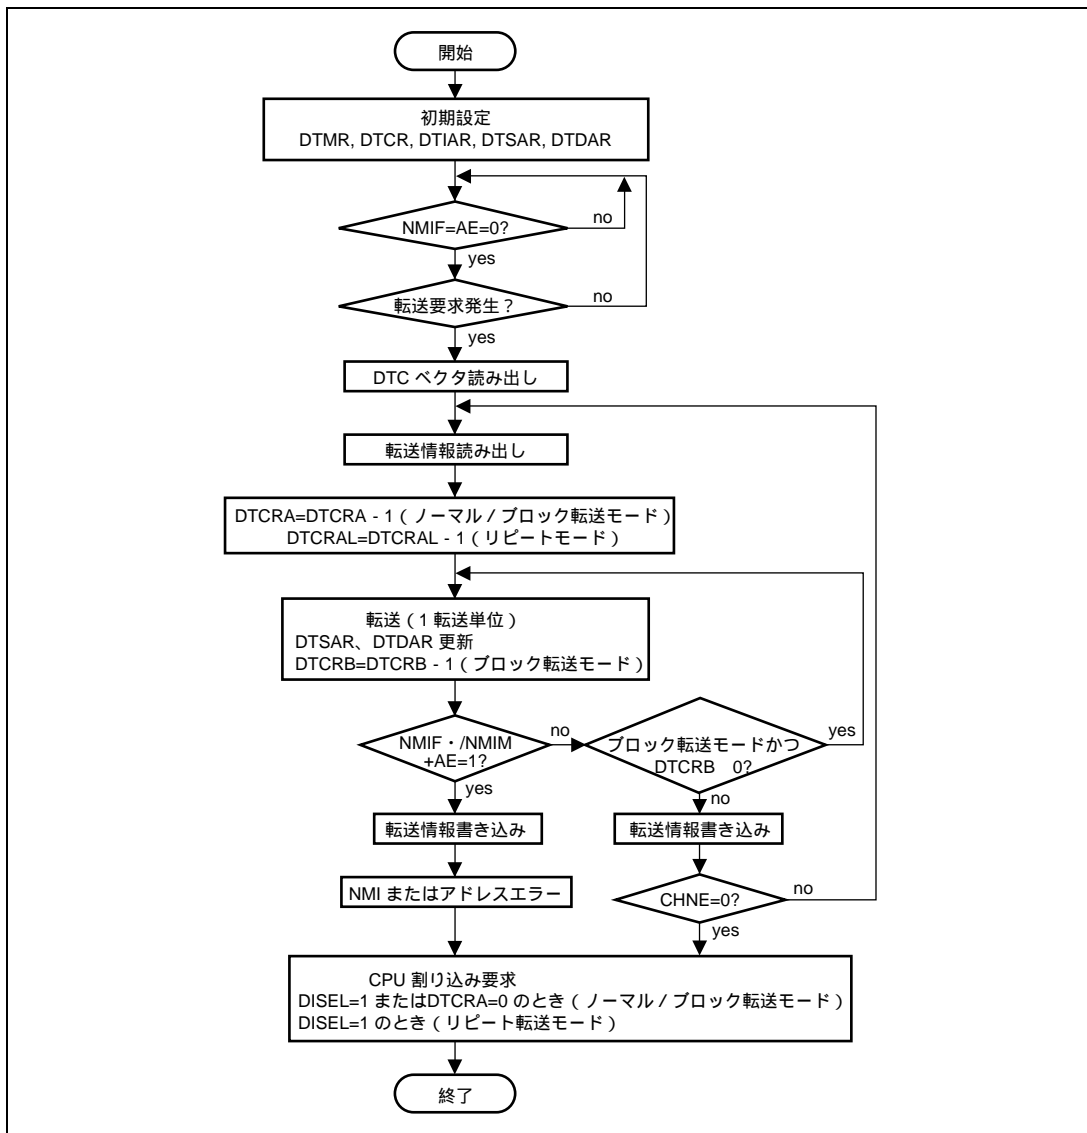 開始
初期設定
DTMR, DTCR, DTIAR, DTSAR, DTDAR
NMIF=AE=0?
no
yes
転送要求発生？
no
yes
DTC ベクタ読み出し
転送情報読み出し
DTCRA=DTCRA - 1（ノーマル / ブロック転送モード）
DTCRAL=DTCRAL - 1（リピートモード）
転送（1 転送単位）
DTSAR、DTDAR 更新
DTCRB=DTCRB - 1（ブロック転送モード）
NMIF・/NMIM
+AE=1?
no
yes
ブロック転送モードかつ
DTCRB 0?
yes
no
転送情報書き込み
転送情報書き込み
NMI またはアドレスエラー
CHNE=0?
no
yes
CPU 割り込み要求
DISEL=1 またはDTCRA=0 のとき（ノーマル / ブロック転送モード）
DISEL=1 のとき（リピート転送モード）
終了